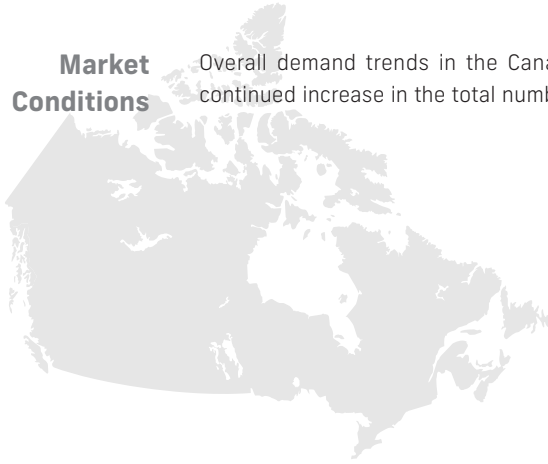 Market
Conditions
Overall demand trends in the
continued increase in the total